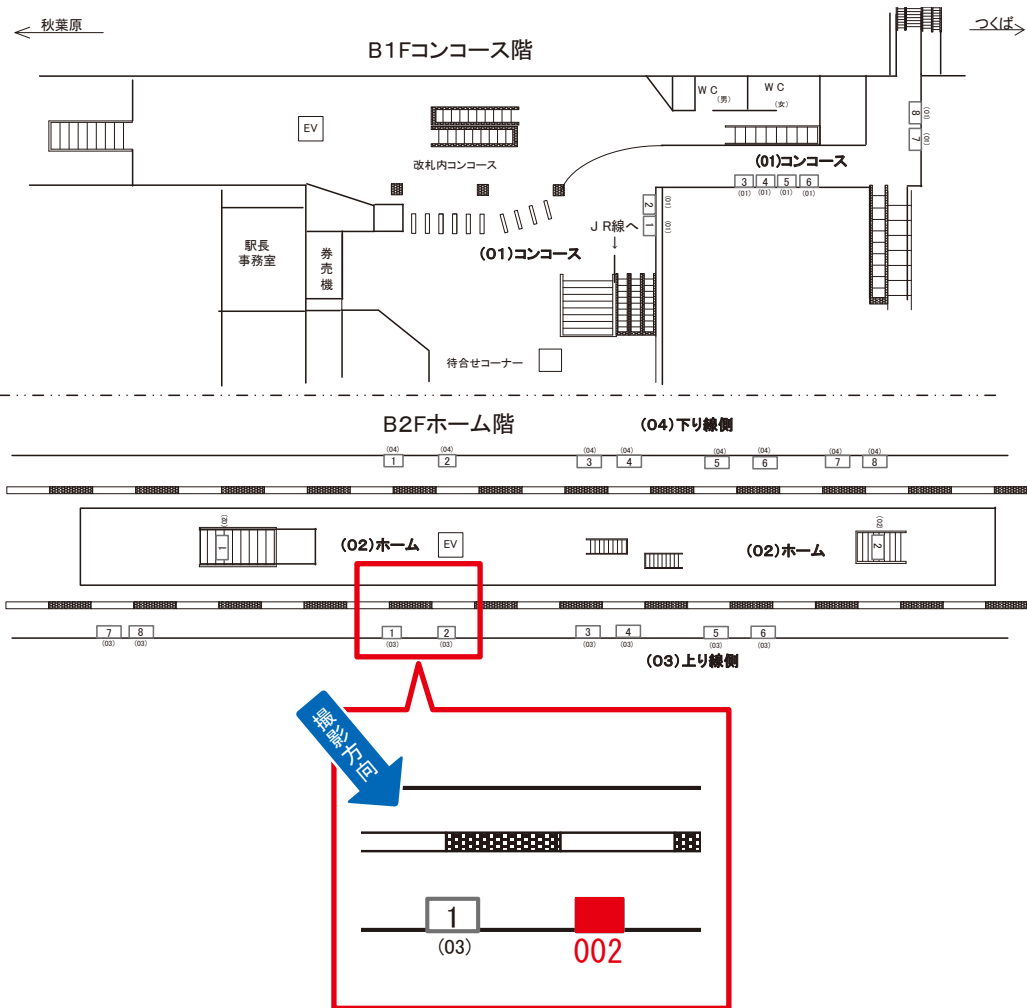 秋葉原
つくば
B1Fコンコース階
WC
(男)
WC
(女)
EV
改札内コンコース
(01)コンコース
8
(01)
7
(01)
3
4
5
6
(01)
(01)
(01)
(01)
2
(01)
1
(01)
JR線へ
↓
(01)コンコース
駅長
事務室
券売機
待合せコーナー
B2Fホーム階
(04)下り線側
(04)
(04)
(04)
(04)
(04)
(04)
(04)
(04)
1
2
3
4
5
6
7
8
(02)
1
(02)ホーム
EV
(02)ホーム
(02)
2
7
8
1
2
3
4
5
6
(03)
(03)
(03)
(03)
(03)
(03)
(03)
(03)
(03)上り線側
撮影方向
1
(03)
002